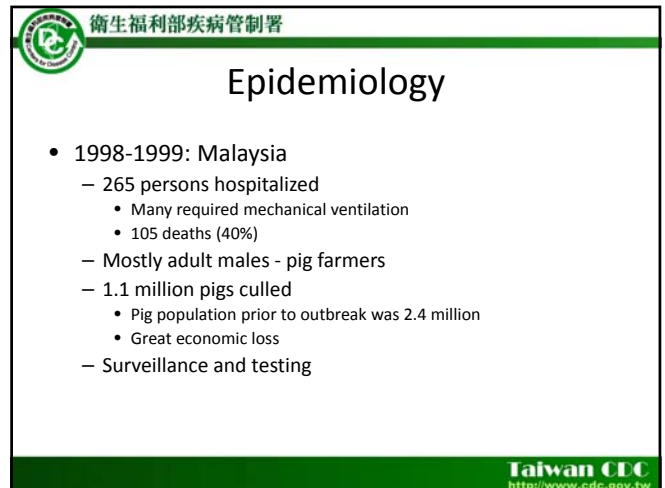 衛生福利部疾病管制署
Epidemiology
• 1998-1999: Malaysia
– 265 persons hospitalized
• Many required mechanical ventilation
• 105 deaths (40%)
– Mostly adult males - pig farmers
– 1.1 million pigs culled
• Pig population prior to outbreak was 2.4 million
• Great economic loss
– Surveillance and testing
Taiwan CDC
http://www.cdc.gov.tw